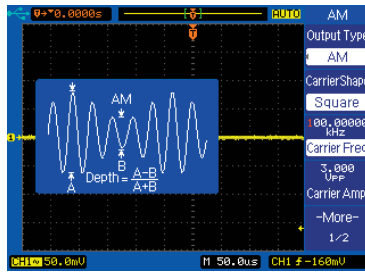 0.0000s AUTO AM
Output Type
AM
CarrierShap
Square
100.00000
kHz
Carrier Freq
3.000
VPP
Carrier Amp
-More-
1/2
AM
A
B
Depth = A-B
A+B
CH1 50.0mV M 50.0us CH1 -160mV